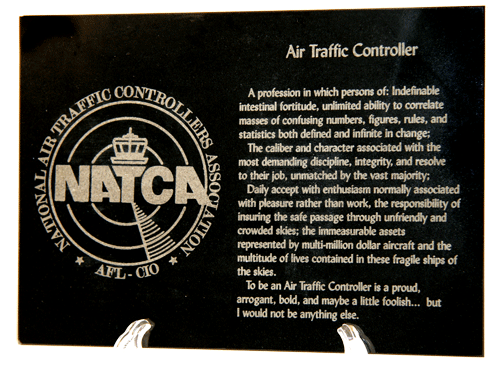 NATIONAL AIR TRAFFIC CONTROLLERS ASSOCIATION
NATCA
★ AFL-CIO ★
Air Traffic Controller
A profession in which persons of: Indefinable
intestinal fortitude, unlimited ability to correlate
masses of confusing numbers, figures, rules, and
statistics both defined and infinite in change;
The caliber and character associated with the
most demanding discipline, integrity, and resolve
to their job, unmatched by the vast majority;
Daily accept with enthusiasm normally associated
with pleasure rather than work, the responsibility of
insuring the safe passage through unfriendly and
crowded skies; the immeasurable assets
represented by multi-million dollar aircraft and the
multitude of lives contained in these fragile ships of
the skies.
To be an Air Traffic Controller is a proud,
arrogant, bold, and maybe a little foolish... but
I would not be anything else.